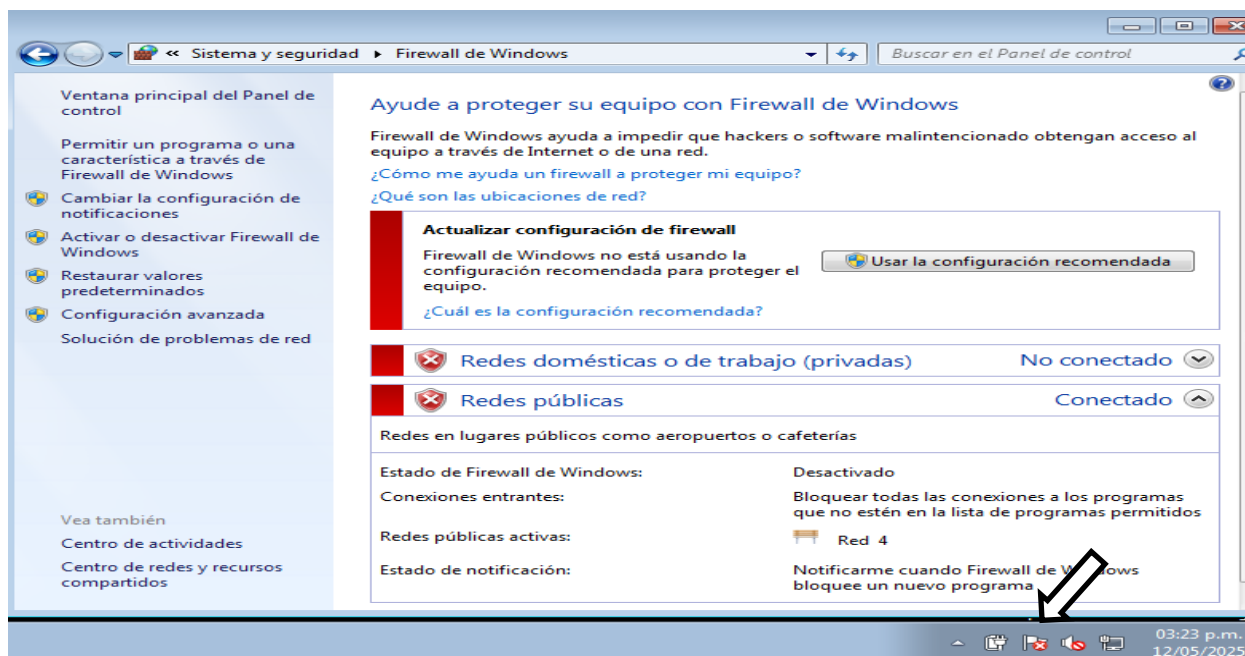 « Sistema y seguridad ▸ Firewall de Windows
Buscar en el Panel de control
Ventana principal del Panel de
control
Permitir un programa o una
característica a través de
Firewall de Windows
Cambiar la configuración de
notificaciones
Activar o desactivar Firewall de
Windows
Restaurar valores
predeterminados
Configuración avanzada
Solución de problemas de red
Vea también
Centro de actividades
Centro de redes y recursos
compartidos
Ayude a proteger su equipo con Firewall de Windows
Firewall de Windows ayuda a impedir que hackers o software malintencionado obtengan acceso al
equipo a través de Internet o de una red.
¿Cómo me ayuda un firewall a proteger mi equipo?
¿Qué son las ubicaciones de red?
Actualizar configuración de firewall
Firewall de Windows no está usando la
configuración recomendada para proteger el
equipo.
Usar la configuración recomendada
¿Cuál es la configuración recomendada?
Redes domésticas o de trabajo (privadas) No conectado
Redes públicas Conectado
Redes en lugares públicos como aeropuertos o cafeterías
Estado de Firewall de Windows: Desactivado
Conexiones entrantes: Bloquear todas las conexiones a los programas
que no estén en la lista de programas permitidos
Redes públicas activas: Red 4
Estado de notificación: Notificarme cuando Firewall de Windows
bloquee un nuevo programa
03:23 p.m.
12/05/2025